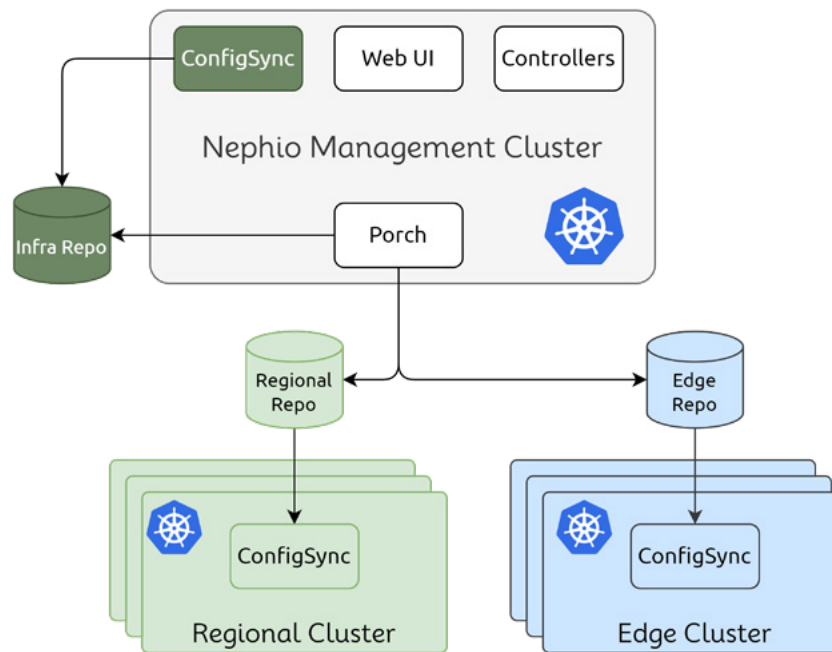 ConfigSync
Web UI
Controllers
Nephio Management Cluster
Infra Repo
Porch
Regional
Repo
Edge
Repo
ConfigSync
Regional Cluster
ConfigSync
Edge Cluster